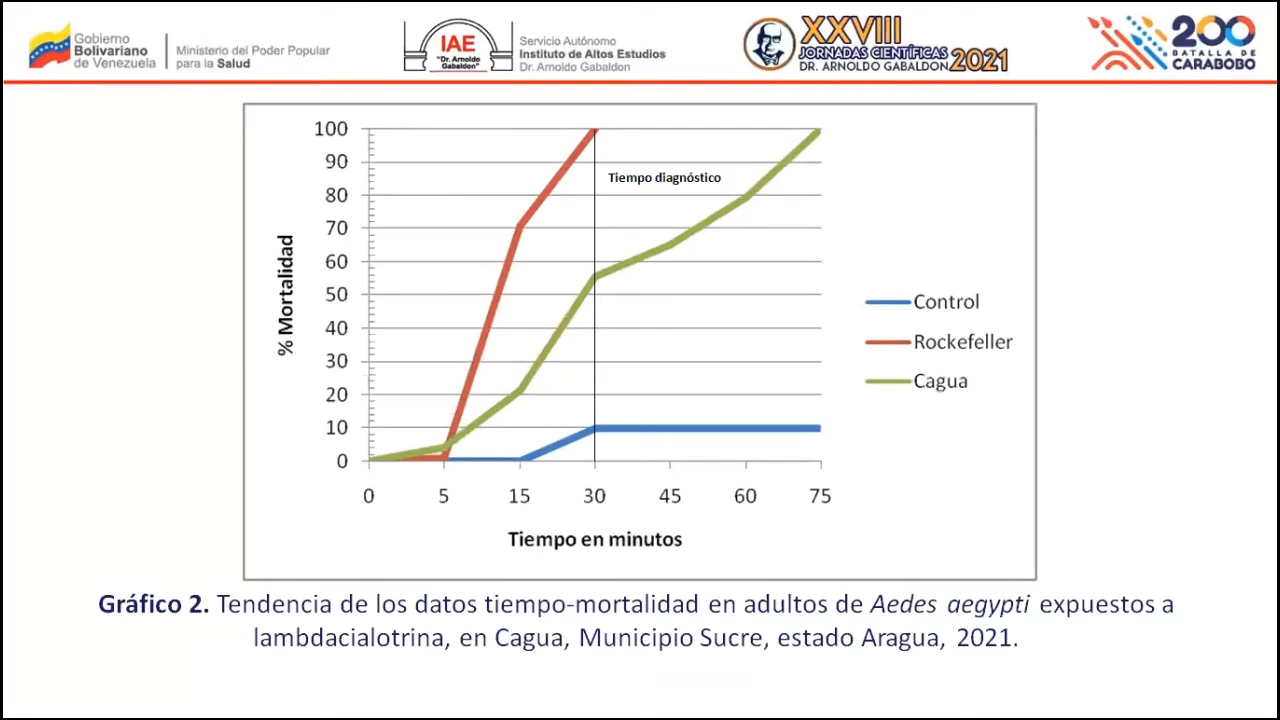 Gobierno
Bolivariano
de Venezuela
Ministerio del Poder Popular
para la Salud
IAE
"Dr. Arnoldo
Gabaldon"
Servicio Autónomo
Instituto de Altos Estudios
Dr. Arnoldo Gabaldon
XXVIII
JORNADAS CIENTÍFICAS
DR. ARNOLDO GABALDON
2021
200
BATALLA DE
CARABOBO
100
90
80
70
60
50
40
30
20
10
0
% Mortalidad
Tiempo diagnóstico
0 5 15 30 45 60 75
Tiempo en minutos
Control
Rockefeller
Cagua
Gráfico 2. Tendencia de los datos tiempo-mortalidad en adultos de Aedes aegypti expuestos a
lambdacialotrina, en Cagua, Municipio Sucre, estado Aragua, 2021.